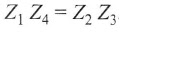 Z₁ Z₄ = Z₂ Z₃